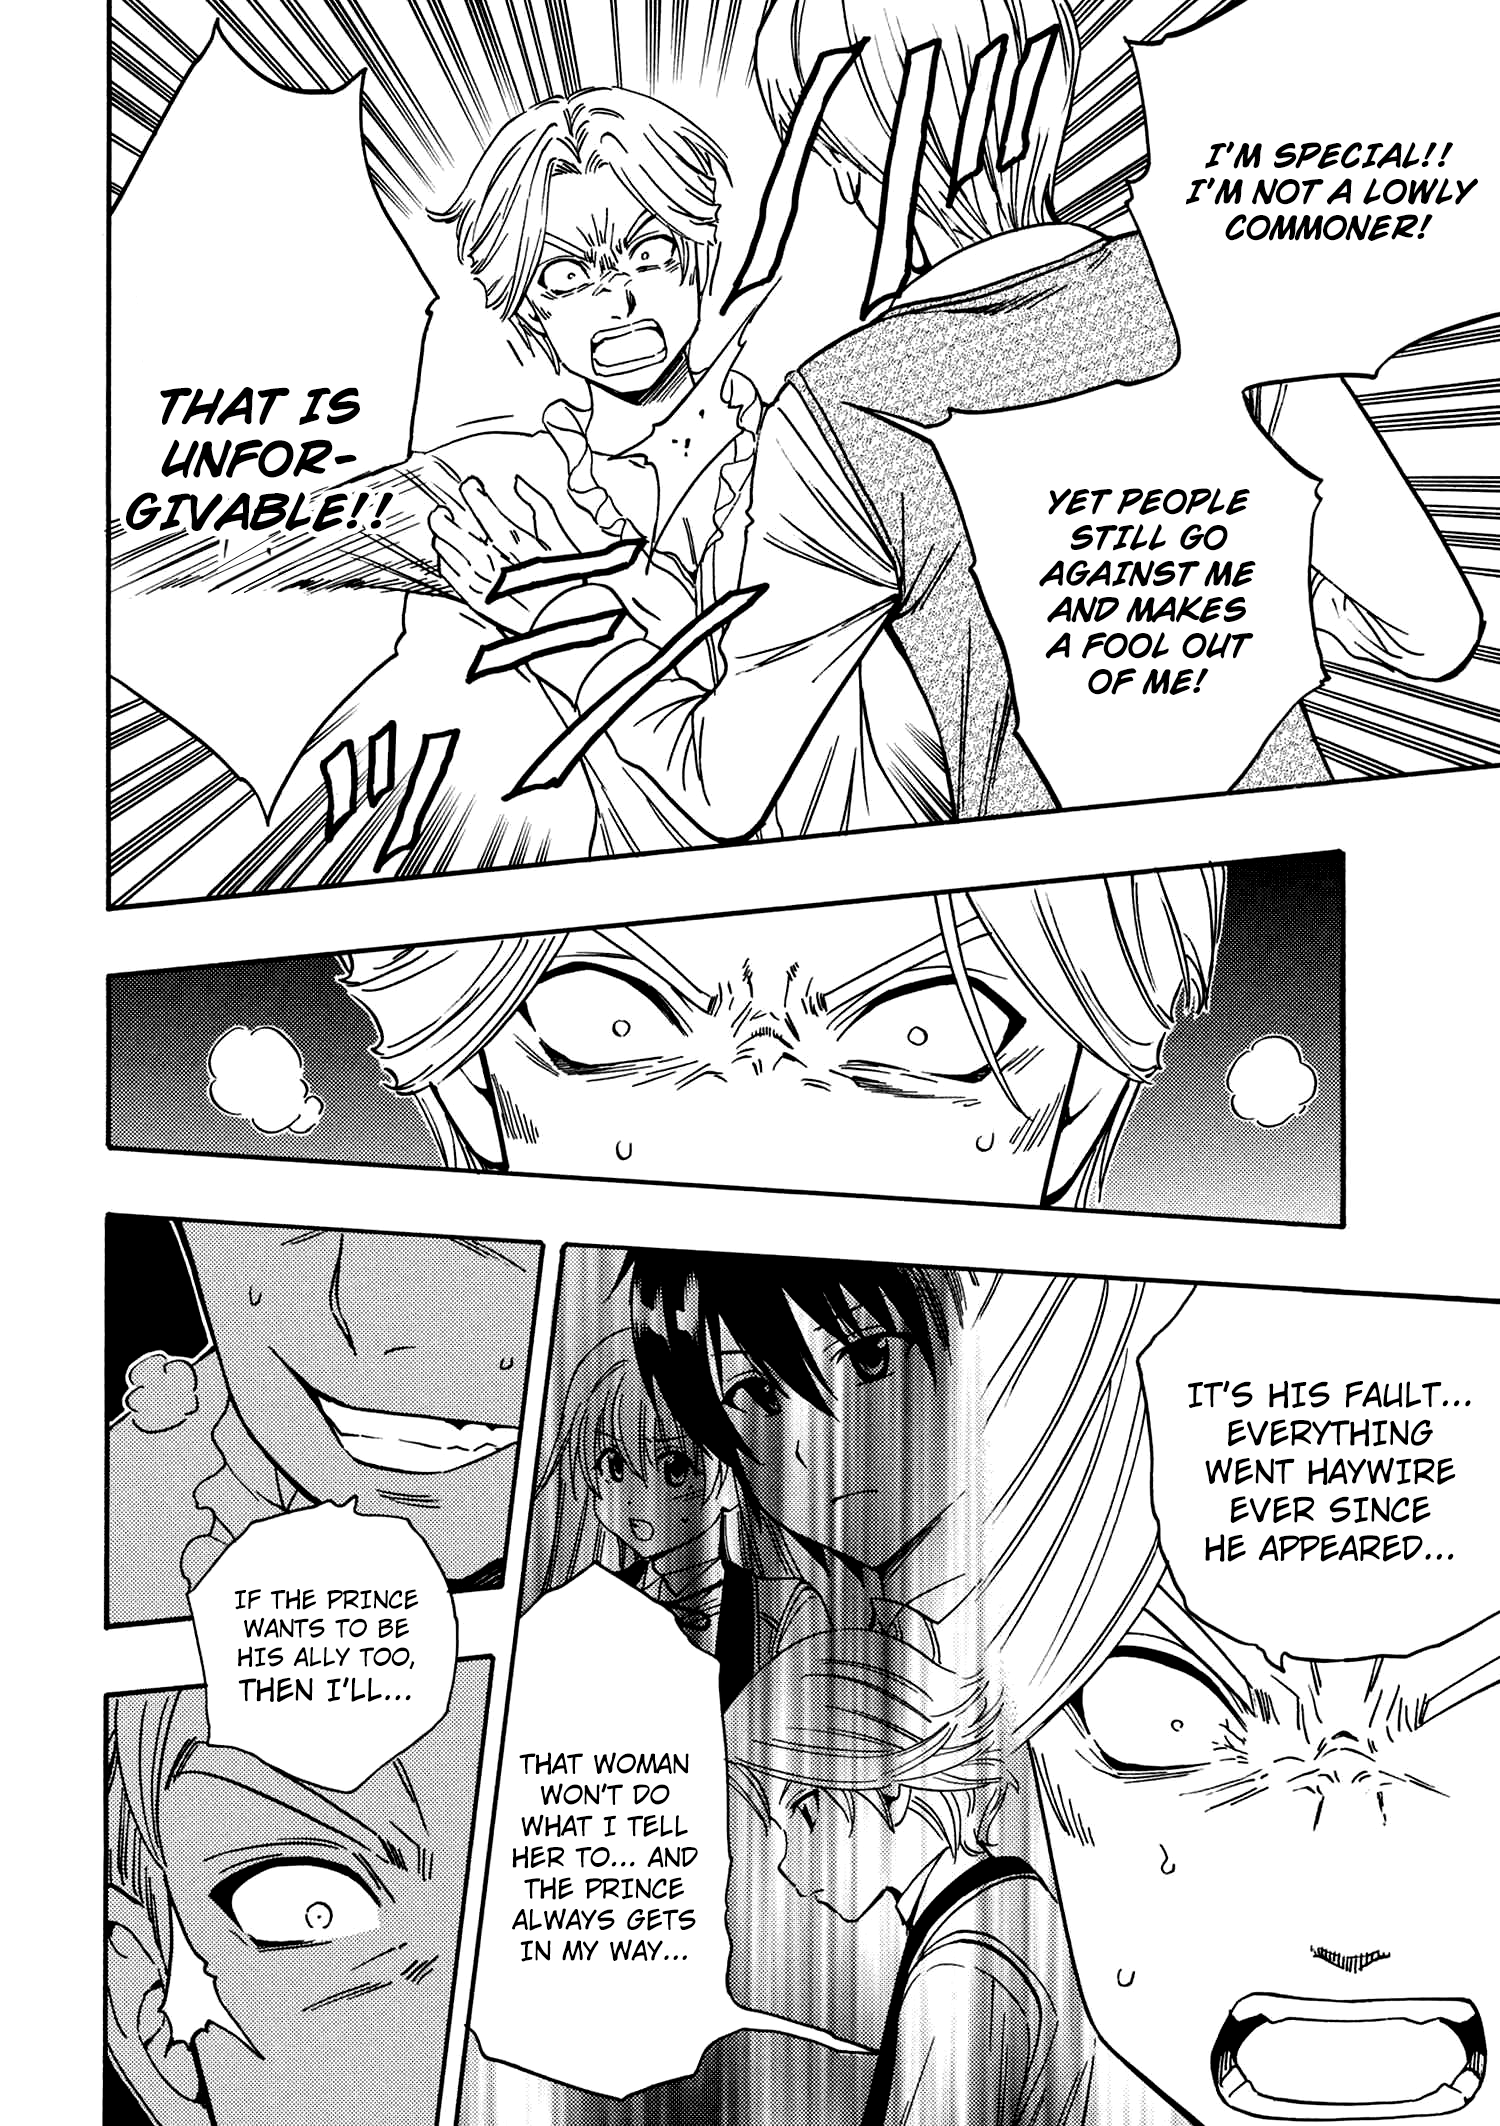 I'M SPECIAL!!
I'M NOT A LOWLY
COMMONER!
YET PEOPLE
STILL GO
AGAINST ME
AND MAKES
A FOOL OUT
OF ME!
THAT IS
UNFOR-
GIVABLE!!
IT'S HIS FAULT...
EVERYTHING
WENT HAYWIRE
EVER SINCE
HE APPEARED...
THAT WOMAN
WON'T DO
WHAT I TELL
HER TO... AND
THE PRINCE
ALWAYS GETS
IN MY WAY...
IF THE PRINCE
WANTS TO BE
HIS ALLY TOO,
THEN I'LL...